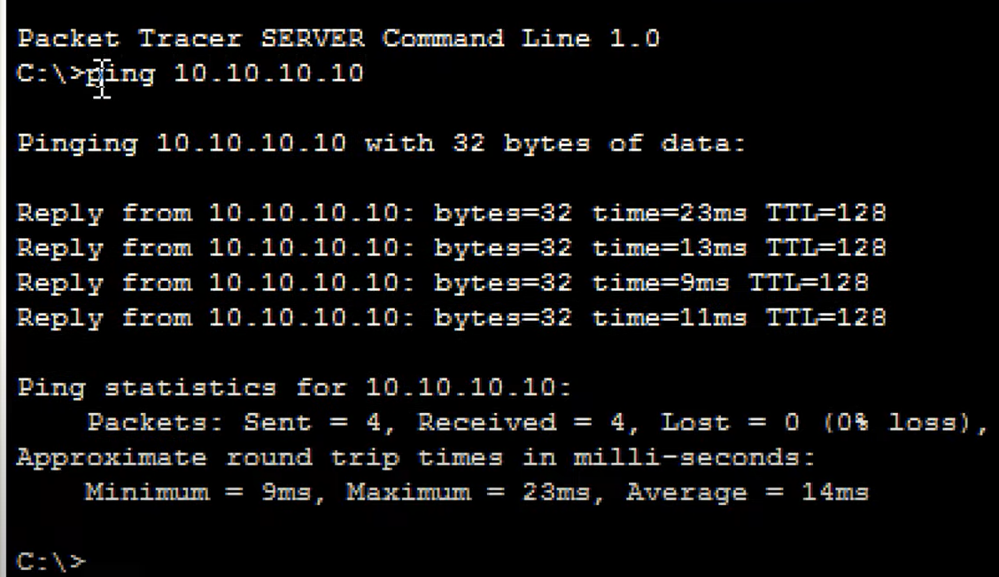 Packet Tracer SERVER Command Line 1.0
C:\>ping 10.10.10.10
Pinging 10.10.10.10 with 32 bytes of data:
Reply from 10.10.10.10: bytes=32 time=23ms TTL=128
Reply from 10.10.10.10: bytes=32 time=13ms TTL=128
Reply from 10.10.10.10: bytes=32 time=9ms TTL=128
Reply from 10.10.10.10: bytes=32 time=11ms TTL=128
Ping statistics for 10.10.10.10:
Packets: Sent = 4, Received = 4, Lost = 0 (0% loss),
Approximate round trip times in milli-seconds:
Minimum = 9ms, Maximum = 23ms, Average = 14ms
C:\>